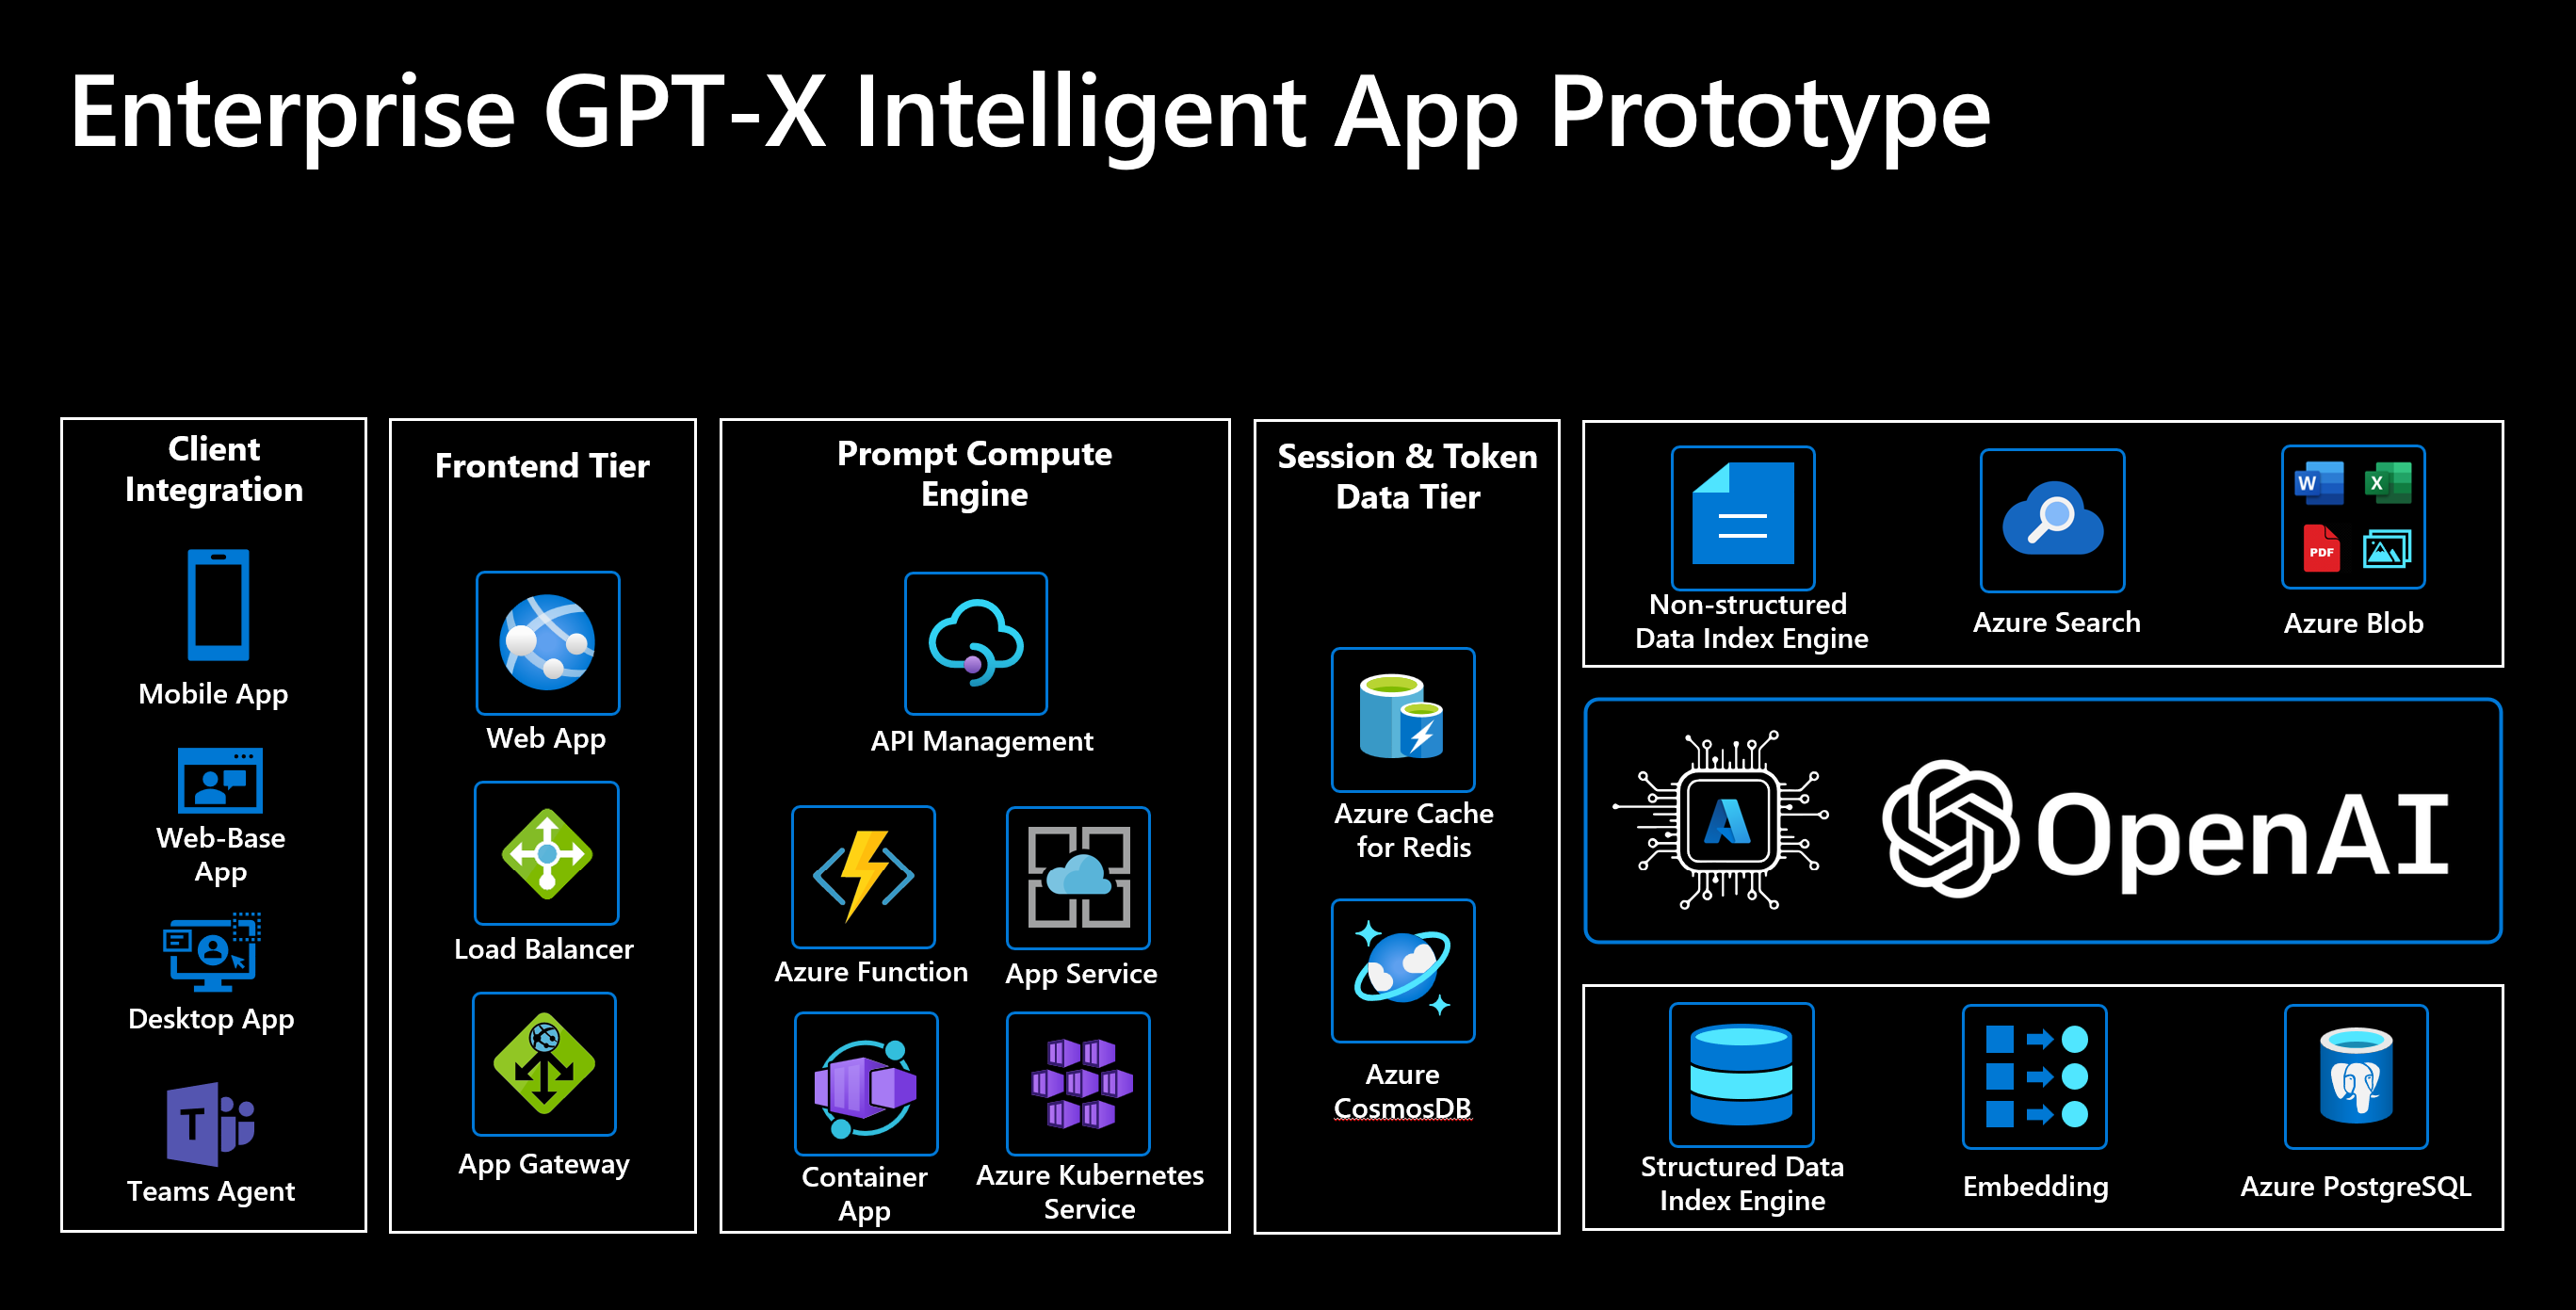 Enterprise GPT-X Intelligent App Prototype
Client
Integration
Mobile App
Web-Base
App
Desktop App
T
Teams Agent
Frontend Tier
Web App
Load Balancer
App Gateway
Prompt Compute
Engine
API Management
Azure Function
App Service
Container
App
Azure Kubernetes
Service
Session & Token
Data Tier
Azure Cache
for Redis
Azure
CosmosDB
Non-structured
Data Index Engine
Azure Search
W
X
PDF
Azure Blob
OpenAI
Structured Data
Index Engine
Embedding
Azure PostgreSQL